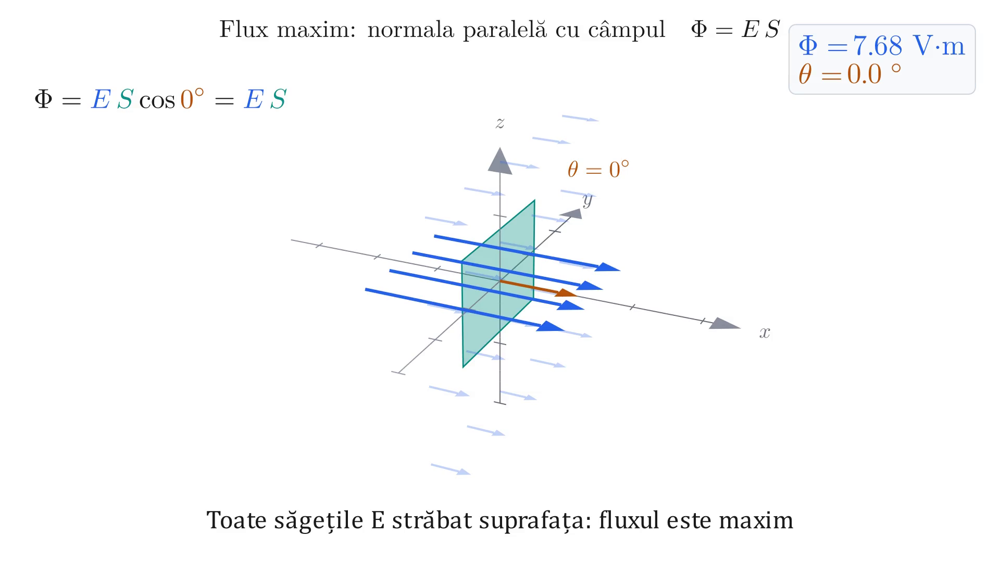 Flux maxim: normala paralelă cu câmpul Φ = E S
Φ = 7.68 V·m
θ = 0.0 °
Φ = E S cos 0° = E S
z
θ = 0°
y
x
Toate săgețile E străbat suprafața: fluxul este maxim